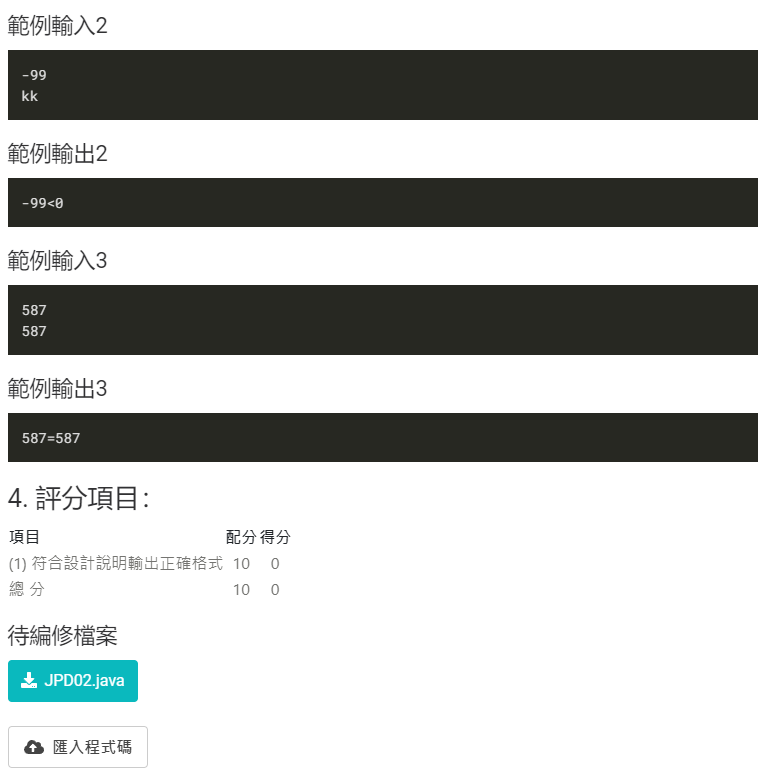 範例輸入2
-99
kk
範例輸出2
-99<0
範例輸入3
587
587
範例輸出3
587=587
4. 評分項目：
項目 配分 得分
(1) 符合設計說明輸出正確格式 10 0
總 分 10 0
待編修檔案
JPD02.java
匯入程式碼